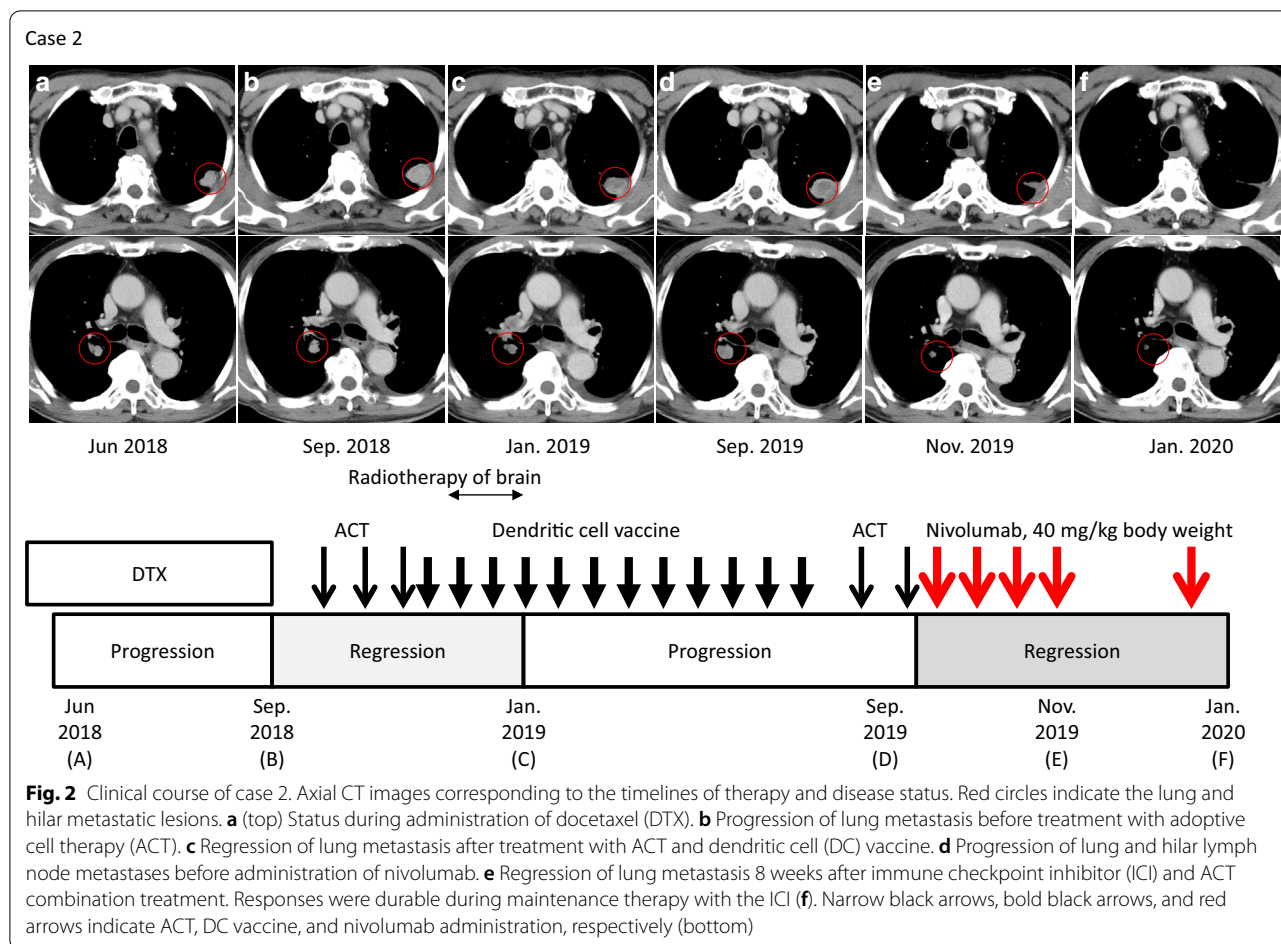 Case 2
a b c d e f
Jun 2018 Sep. 2018 Jan. 2019 Sep. 2019 Nov. 2019 Jan. 2020
Radiotherapy of brain
ACT Dendritic cell vaccine ACT Nivolumab, 40 mg/kg body weight
DTX
Progression Regression Progression Regression
Jun Sep. Jan. Sep. Nov. Jan.
2018 2018 2019 2019 2019 2020
(A) (B) (C) (D) (E) (F)
Fig. 2 Clinical course of case 2. Axial CT images corresponding to the timelines of therapy and disease status. Red circles indicate the lung and
hilar metastatic lesions. a (top) Status during administration of docetaxel (DTX). b Progression of lung metastasis before treatment with adoptive
cell therapy (ACT). c Regression of lung metastasis after treatment with ACT and dendritic cell (DC) vaccine. d Progression of lung and hilar lymph
node metastases before administration of nivolumab. e Regression of lung metastasis 8 weeks after immune checkpoint inhibitor (ICI) and ACT
combination treatment. Responses were durable during maintenance therapy with the ICI (f). Narrow black arrows, bold black arrows, and red
arrows indicate ACT, DC vaccine, and nivolumab administration, respectively (bottom)